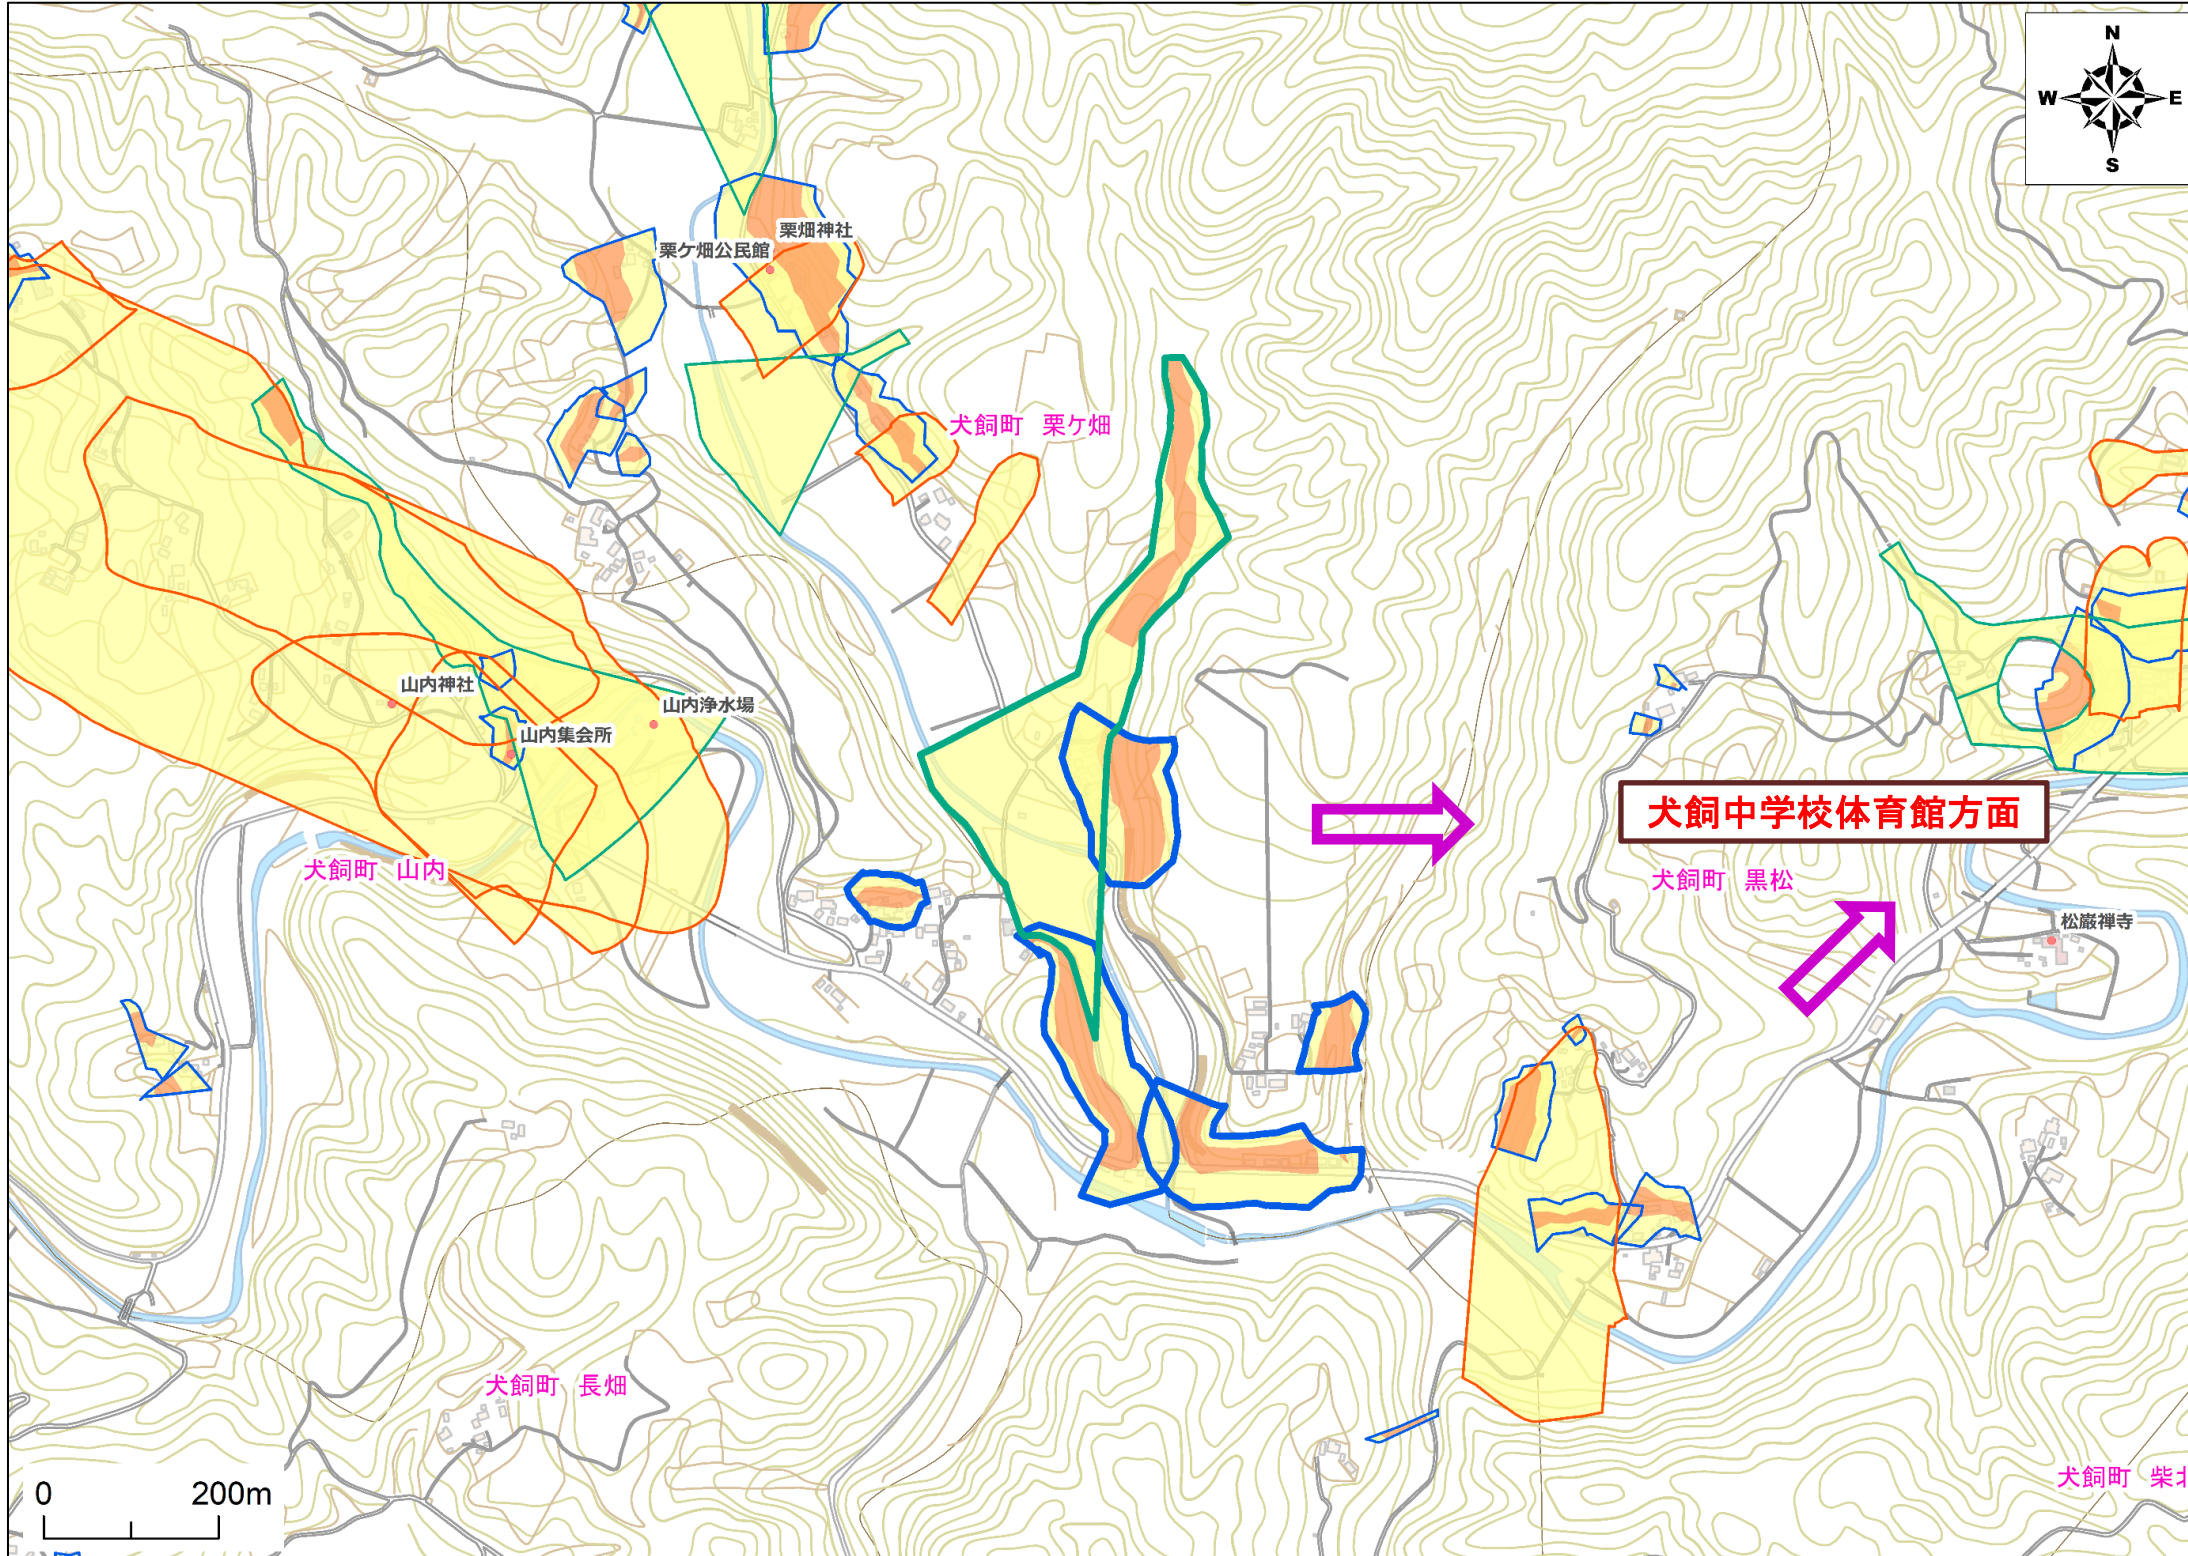 N
W
E
S
栗畑神社
栗ケ畑公民館
犬飼町 栗ケ畑
山内神社
山内浄水場
山内集会所
犬飼中学校体育館方面
犬飼町 山内
犬飼町 黒松
松巌禅寺
犬飼町 長畑
犬飼町 柴北
0
200m